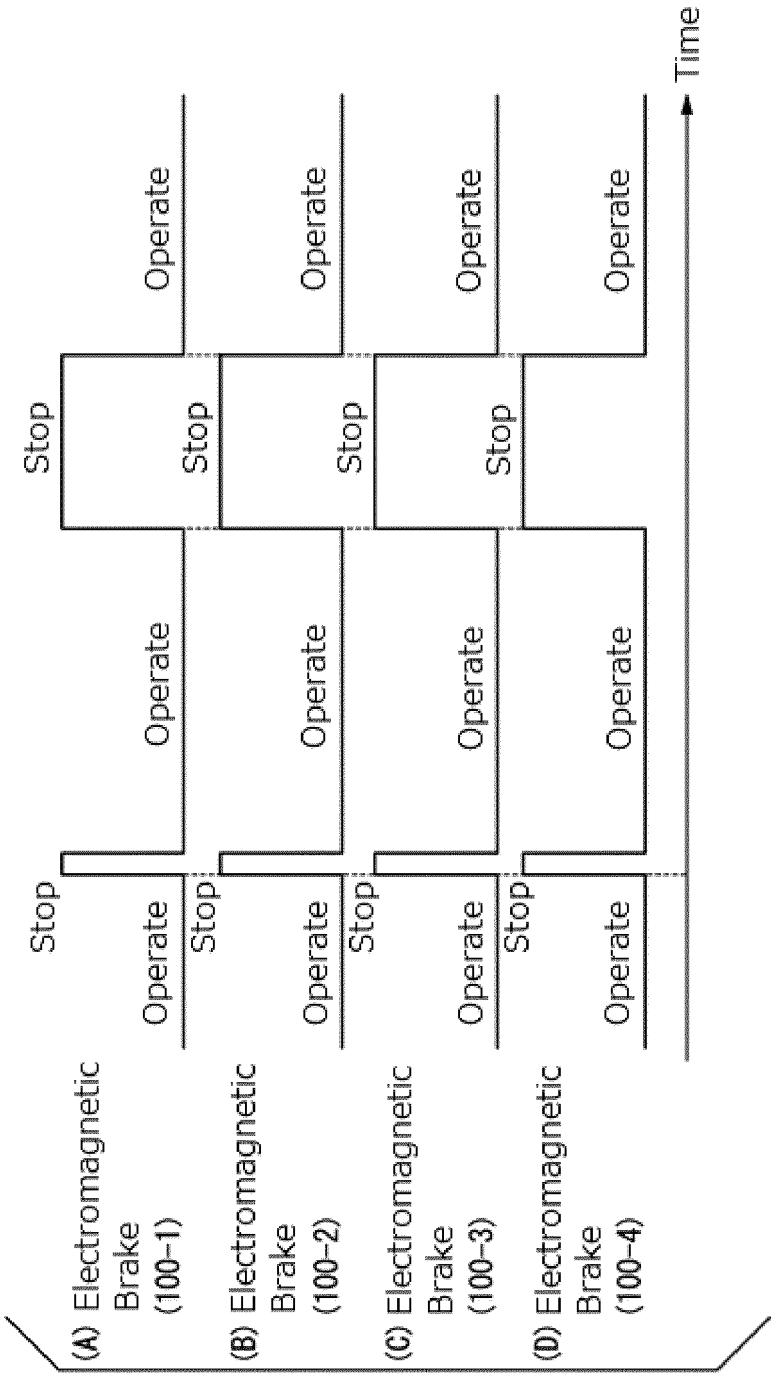 Stop
Stop
Operate
Operate
Operate
(A) Electromagnetic
Brake
(100-1)
Stop
Stop
Operate
Operate
Operate
(B) Electromagnetic
Brake
(100-2)
Stop
Stop
Operate
Operate
Operate
(C) Electromagnetic
Brake
(100-3)
Stop
Stop
Operate
Operate
Operate
(D) Electromagnetic
Brake
(100-4)
Time